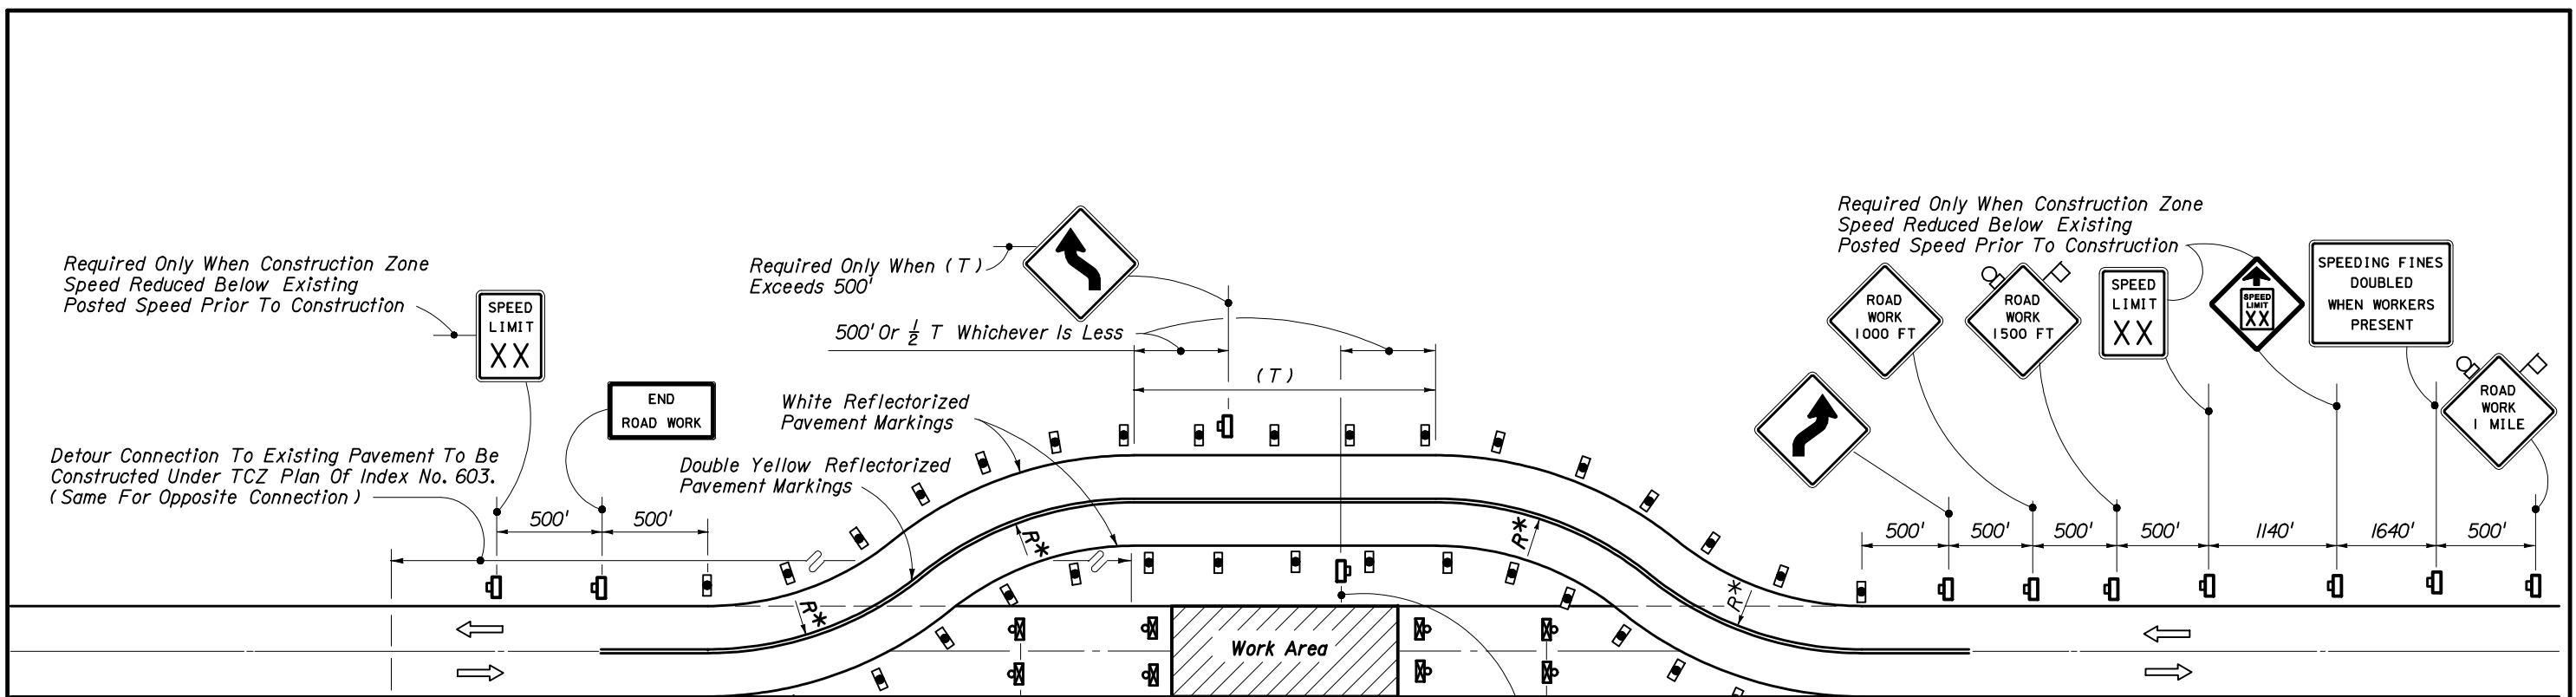 Required Only When Construction Zone
Speed Reduced Below Existing
Posted Speed Prior To Construction
SPEED
LIMIT
XX
END
ROAD WORK
Detour Connection To Existing Pavement To Be
Constructed Under TCZ Plan Of Index No. 603.
(Same For Opposite Connection)
500'
500'
Required Only When (T)
Exceeds 500'
500' Or 1/2 T Whichever Is Less
(T)
White Reflectorized
Pavement Markings
Double Yellow Reflectorized
Pavement Markings
R*
R*
R*
R*
Work Area
Required Only When Construction Zone
Speed Reduced Below Existing
Posted Speed Prior To Construction
ROAD
WORK
1000 FT
ROAD
WORK
1500 FT
SPEED
LIMIT
XX
SPEED
LIMIT
XX
SPEEDING FINES
DOUBLED
WHEN WORKERS
PRESENT
ROAD
WORK
1 MILE
500'
500'
500'
500'
1140'
1640'
500'